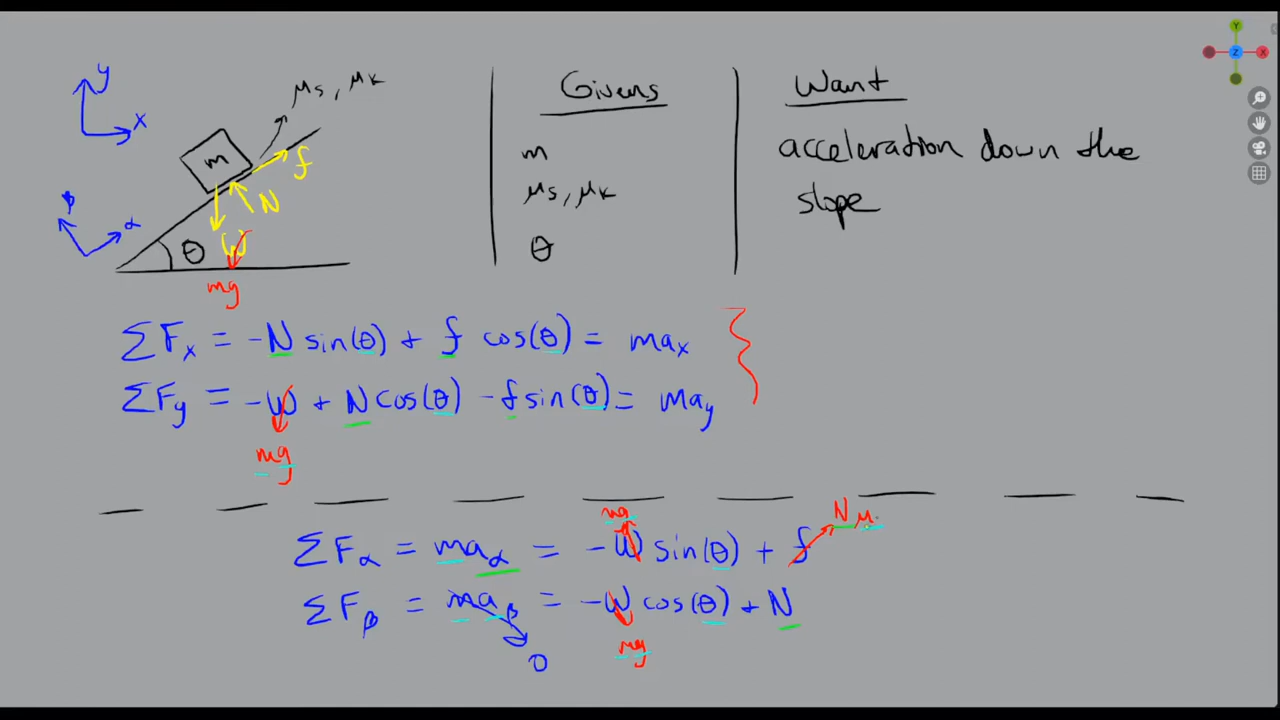 y
x
μs, μk
m
f
N
β
α
θ
W
mg
Givens
m
μs, μk
θ
Want
acceleration down the
slope
ΣFx = -N sin(θ) + f cos(θ) = max
ΣFy = -W + N cos(θ) - f sin(θ) = may
mg
mg
N μ
ΣFα = maα = -W sin(θ) + f
ΣFβ = maβ = -W cos(θ) + N
0
mg
Y
Z
X